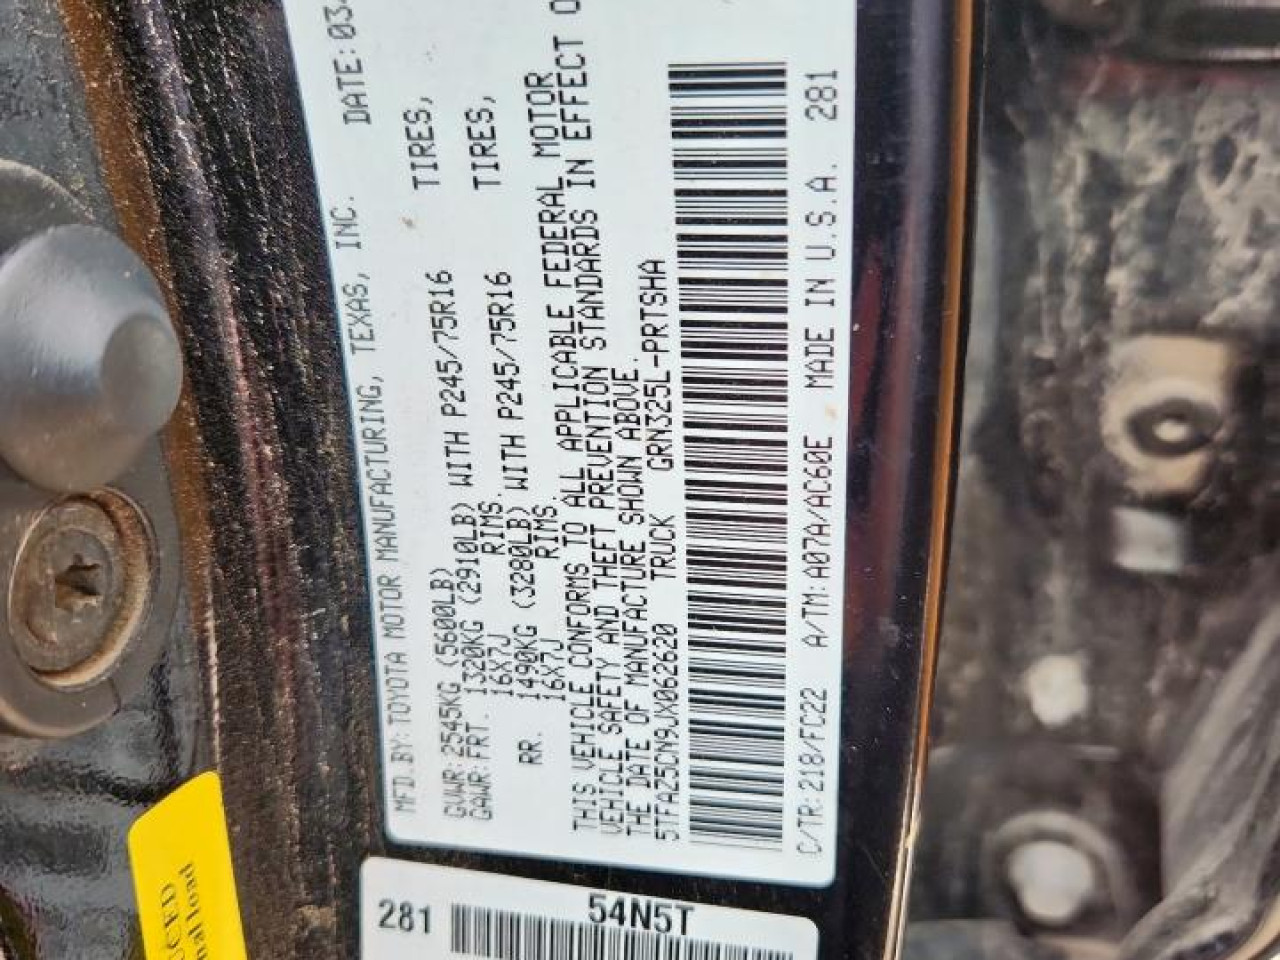 MFD.BY: TOYOTA MOTOR MANUFACTURING, TEXAS, INC. DATE: 03
GVWR: 2545KG (5600LB)
GAWR: FRT. 1320KG (2910LB) WITH P245/75R16 TIRES,
16X7J RIMS.
RR. 1490KG (3280LB) WITH P245/75R16 TIRES,
16X7J RIMS.
THIS VEHICLE CONFORMS TO ALL APPLICABLE FEDERAL MOTOR
VEHICLE SAFETY AND THEFT PREVENTION STANDARDS IN EFFECT O
THE DATE OF MANUFACTURE SHOWN ABOVE.
5TFAZ5CN9JX062620 TRUCK GRN325L-PRTSHA
C/TR: 218/FC22 A/TM: A07A/AC60E MADE IN U.S.A. 281
281 54N5T
CED
nal Load